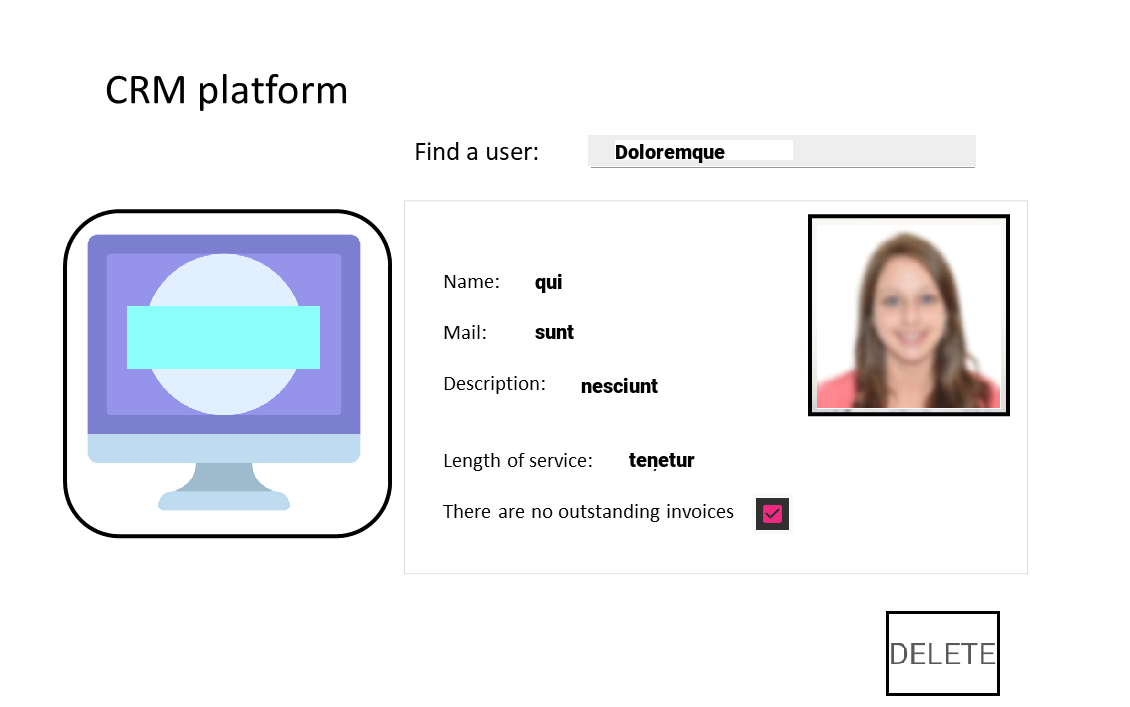 CRM platform
Find a user: Doloremque
Name: qui
Mail: sunt
Description: nesciunt
Length of service: tenetur
There are no outstanding invoices
DELETE